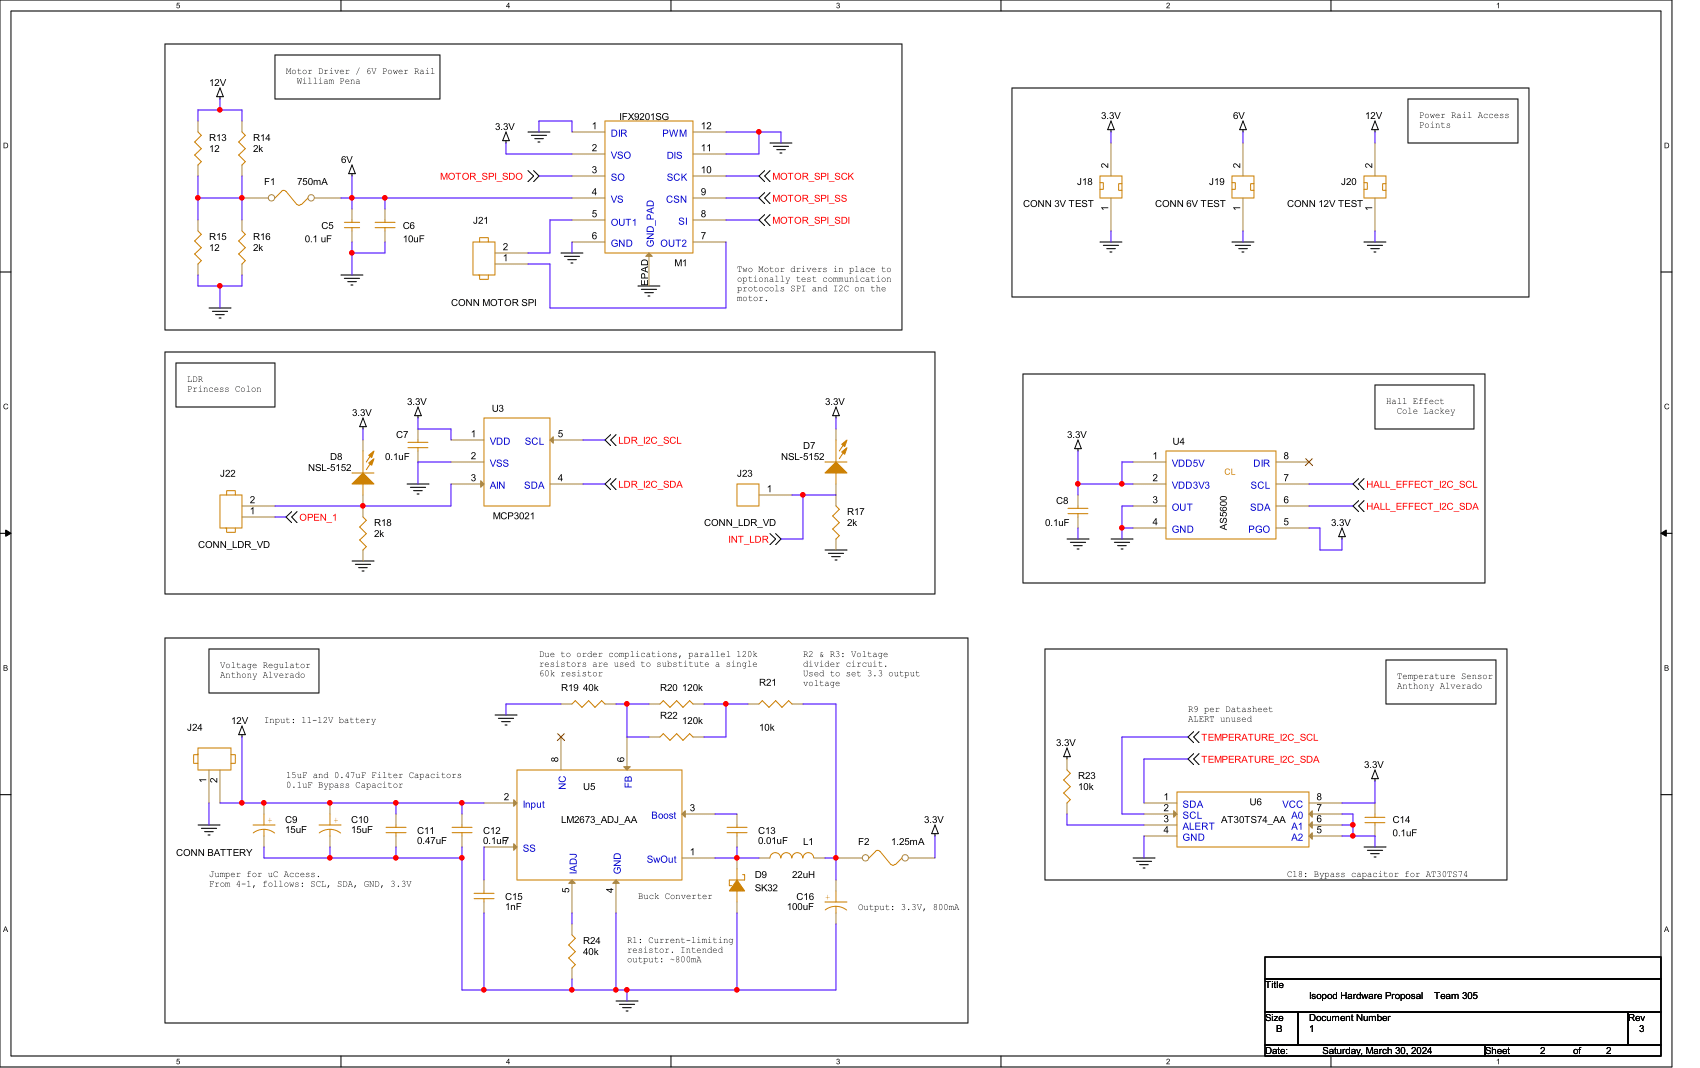 5 4 3 2 1
D
C
B
A
Motor Driver / 6V Power Rail
William Pena
12V
R13
12
R14
2k
R15
12
R16
2k
F1 750mA
6V
C5
0.1 uF
C6
10uF
3.3V
MOTOR_SPI_SDO
J21
2
1
CONN MOTOR SPI
IFX9201SG
1 DIR PWM 12
2 VSO DIS 11
3 SO SCK 10
4 VS CSN 9
5 OUT1 SI 8
6 GND OUT2 7
GND_PAD
EPAD
M1
MOTOR_SPI_SCK
MOTOR_SPI_SS
MOTOR_SPI_SDI
Two Motor drivers in place to
optionally test communication
protocols SPI and I2C on the
motor.
Power Rail Access
Points
3.3V
2
J18
1
CONN 3V TEST
6V
2
J19
1
CONN 6V TEST
12V
2
J20
1
CONN 12V TEST
LDR
Princess Colon
J22
2
1
OPEN_1
CONN_LDR_VD
3.3V
D8
NSL-5152
R18
2k
3.3V
C7
0.1uF
U3
1 VDD SCL 5
2 VSS
3 AIN SDA 4
MCP3021
LDR_I2C_SCL
LDR_I2C_SDA
3.3V
D7
NSL-5152
J23
1
CONN_LDR_VD
INT_LDR
R17
2k
Hall Effect
Cole Lackey
3.3V
C8
0.1uF
U4
1 VDD5V DIR 8
CL
2 VDD3V3 SCL 7
3 OUT SDA 6
4 GND PGO 5
AS5600
HALL_EFFECT_I2C_SCL
HALL_EFFECT_I2C_SDA
3.3V
Voltage Regulator
Anthony Alverado
Due to order complications, parallel 120k
resistors are used to substitute a single
60k resistor
R2 & R3: Voltage
divider circuit.
Used to set 3.3 output
voltage
J24
1
2
12V
Input: 11-12V battery
CONN BATTERY
15uF and 0.47uF Filter Capacitors
0.1uF Bypass Capacitor
C9
15uF
C10
15uF
C11
0.47uF
C12
0.1uF
Jumper for uC Access.
From 4-1, follows: SCL, SDA, GND, 3.3V
R19 40k
R20 120k
R21
10k
R22
120k
8
NC
6
FB
U5
2 Input
Boost 3
LM2673_ADJ_AA
7 SS
SwOut 1
IADJ
5
GND
4
C15
1nF
R24
40k
Buck Converter
R1: Current-limiting
resistor. Intended
output: ~800mA
C13
0.01uF
L1
22uH
D9
SK32
C16
100uF
F2 1.25mA
3.3V
Output: 3.3V, 800mA
Temperature Sensor
Anthony Alverado
R9 per Datasheet
ALERT unused
TEMPERATURE_I2C_SCL
TEMPERATURE_I2C_SDA
3.3V
R23
10k
U6
1 SDA VCC 8
2 SCL A0 7
3 ALERT A1 6
4 GND A2 5
AT30TS74_AA
3.3V
C14
0.1uF
C18: Bypass capacitor for AT30TS74
Title
Isopod Hardware Proposal Team 305
Size Document Number Rev
B 1 3
Date: Saturday, March 30, 2024 Sheet 2 of 2
D
C
B
A
5 4 3 2 1